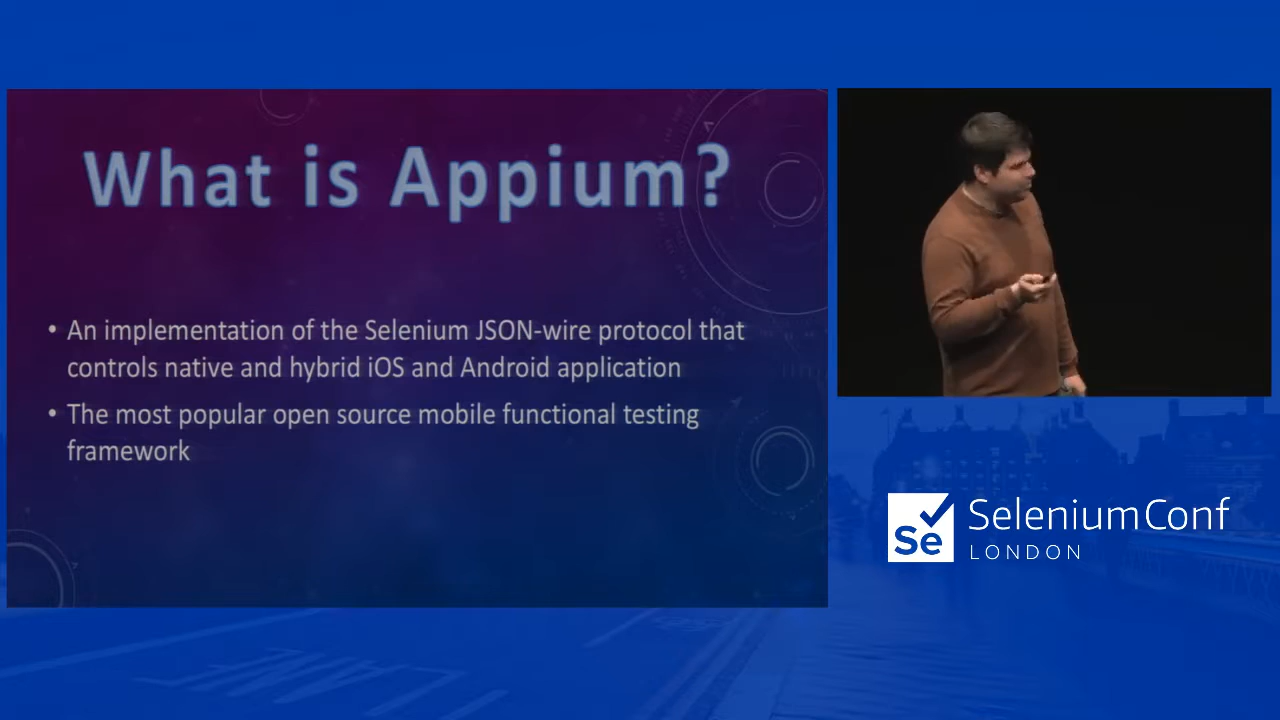 What is Appium?
• An implementation of the Selenium JSON-wire protocol that
controls native and hybrid iOS and Android application
• The most popular open source mobile functional testing
framework
Se
SeleniumConf
LONDON